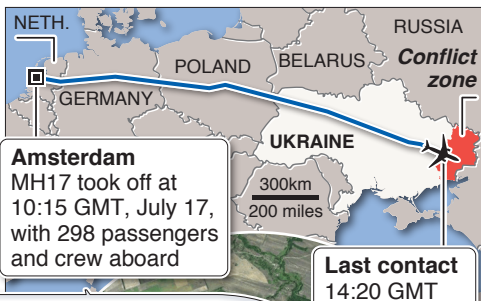 NETH.
RUSSIA
POLAND
BELARUS
Conflict
zone
GERMANY
UKRAINE
Amsterdam
MH17 took off at
10:15 GMT, July 17,
with 298 passengers
and crew aboard
300km
200 miles
Last contact
14:20 GMT